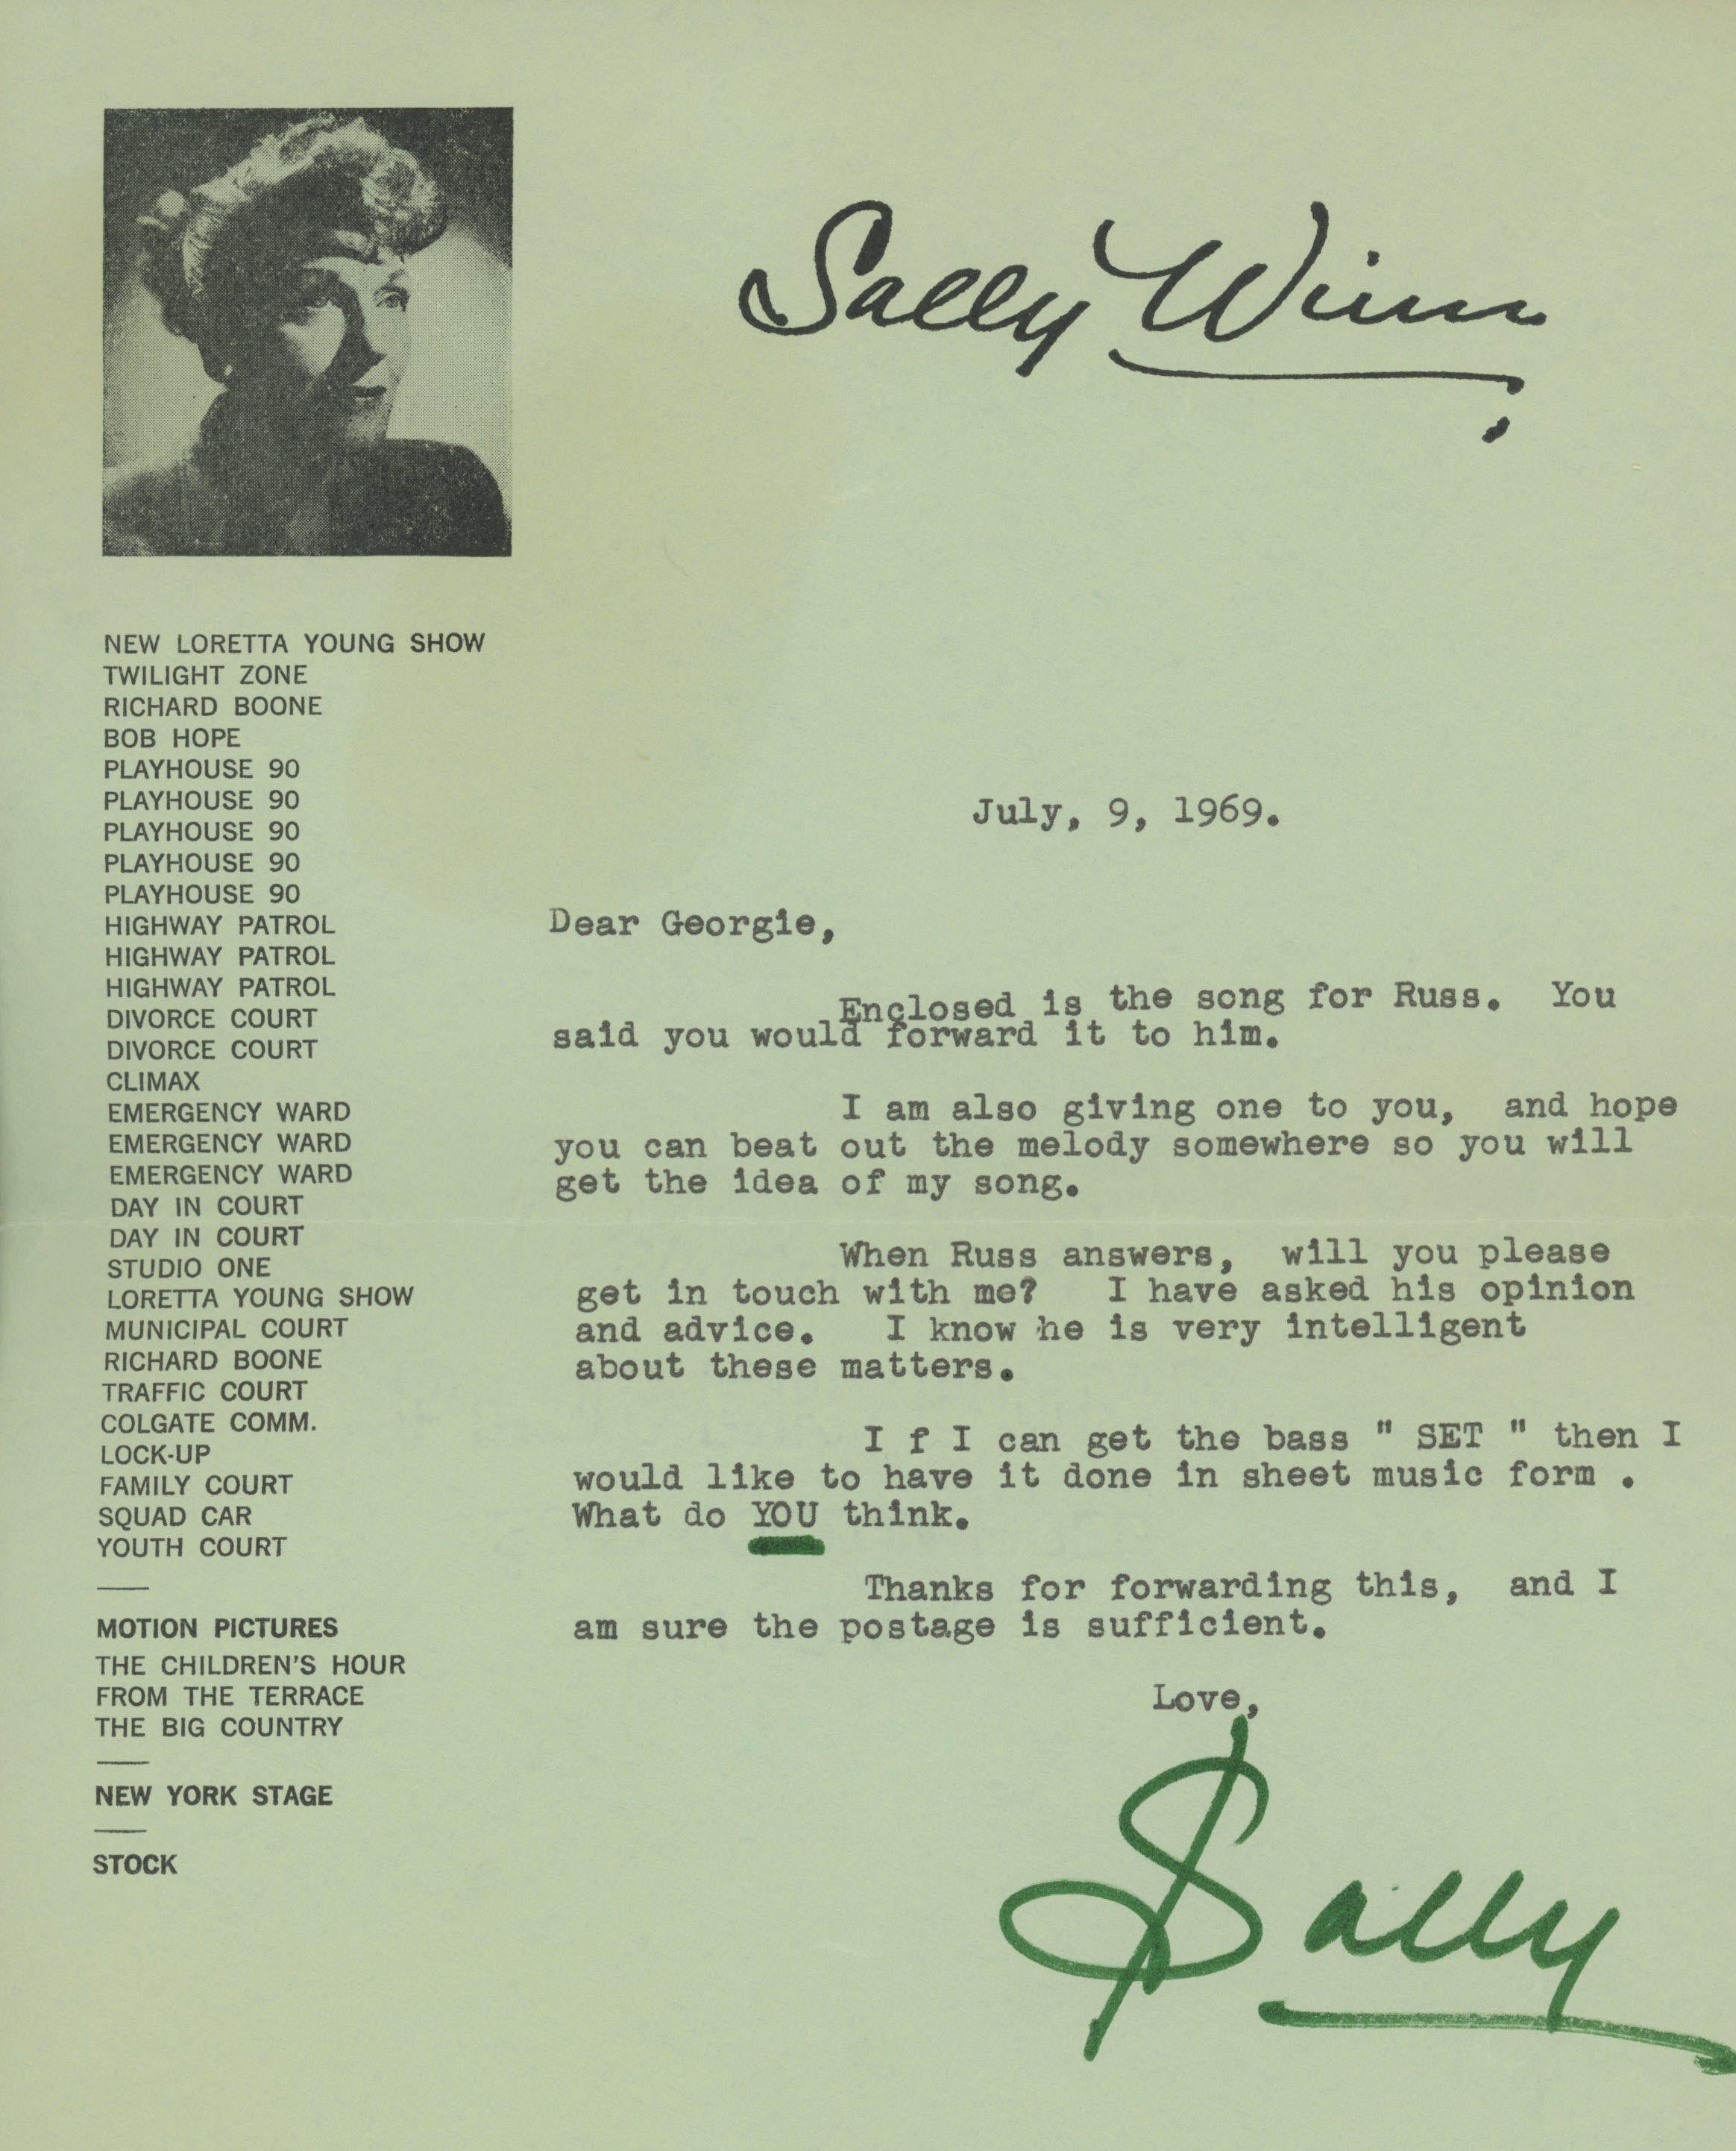 Sally Winn
NEW LORETTA YOUNG SHOW
TWILIGHT ZONE
RICHARD BOONE
BOB HOPE
PLAYHOUSE 90
PLAYHOUSE 90
PLAYHOUSE 90
PLAYHOUSE 90
PLAYHOUSE 90
HIGHWAY PATROL
HIGHWAY PATROL
HIGHWAY PATROL
DIVORCE COURT
DIVORCE COURT
CLIMAX
EMERGENCY WARD
EMERGENCY WARD
EMERGENCY WARD
DAY IN COURT
DAY IN COURT
STUDIO ONE
LORETTA YOUNG SHOW
MUNICIPAL COURT
RICHARD BOONE
TRAFFIC COURT
COLGATE COMM.
LOCK-UP
FAMILY COURT
SQUAD CAR
YOUTH COURT
MOTION PICTURES
THE CHILDREN'S HOUR
FROM THE TERRACE
THE BIG COUNTRY
NEW YORK STAGE
STOCK
July, 9, 1969.
Dear Georgie,
Enclosed is the song for Russ. You
said you would forward it to him.
I am also giving one to you, and hope
you can beat out the melody somewhere so you will
get the idea of my song.
When Russ answers, will you please
get in touch with me? I have asked his opinion
and advice. I know he is very intelligent
about these matters.
I f I can get the bass " SET " then I
would like to have it done in sheet music form .
What do YOU think.
Thanks for forwarding this, and I
am sure the postage is sufficient.
Love,
Sally